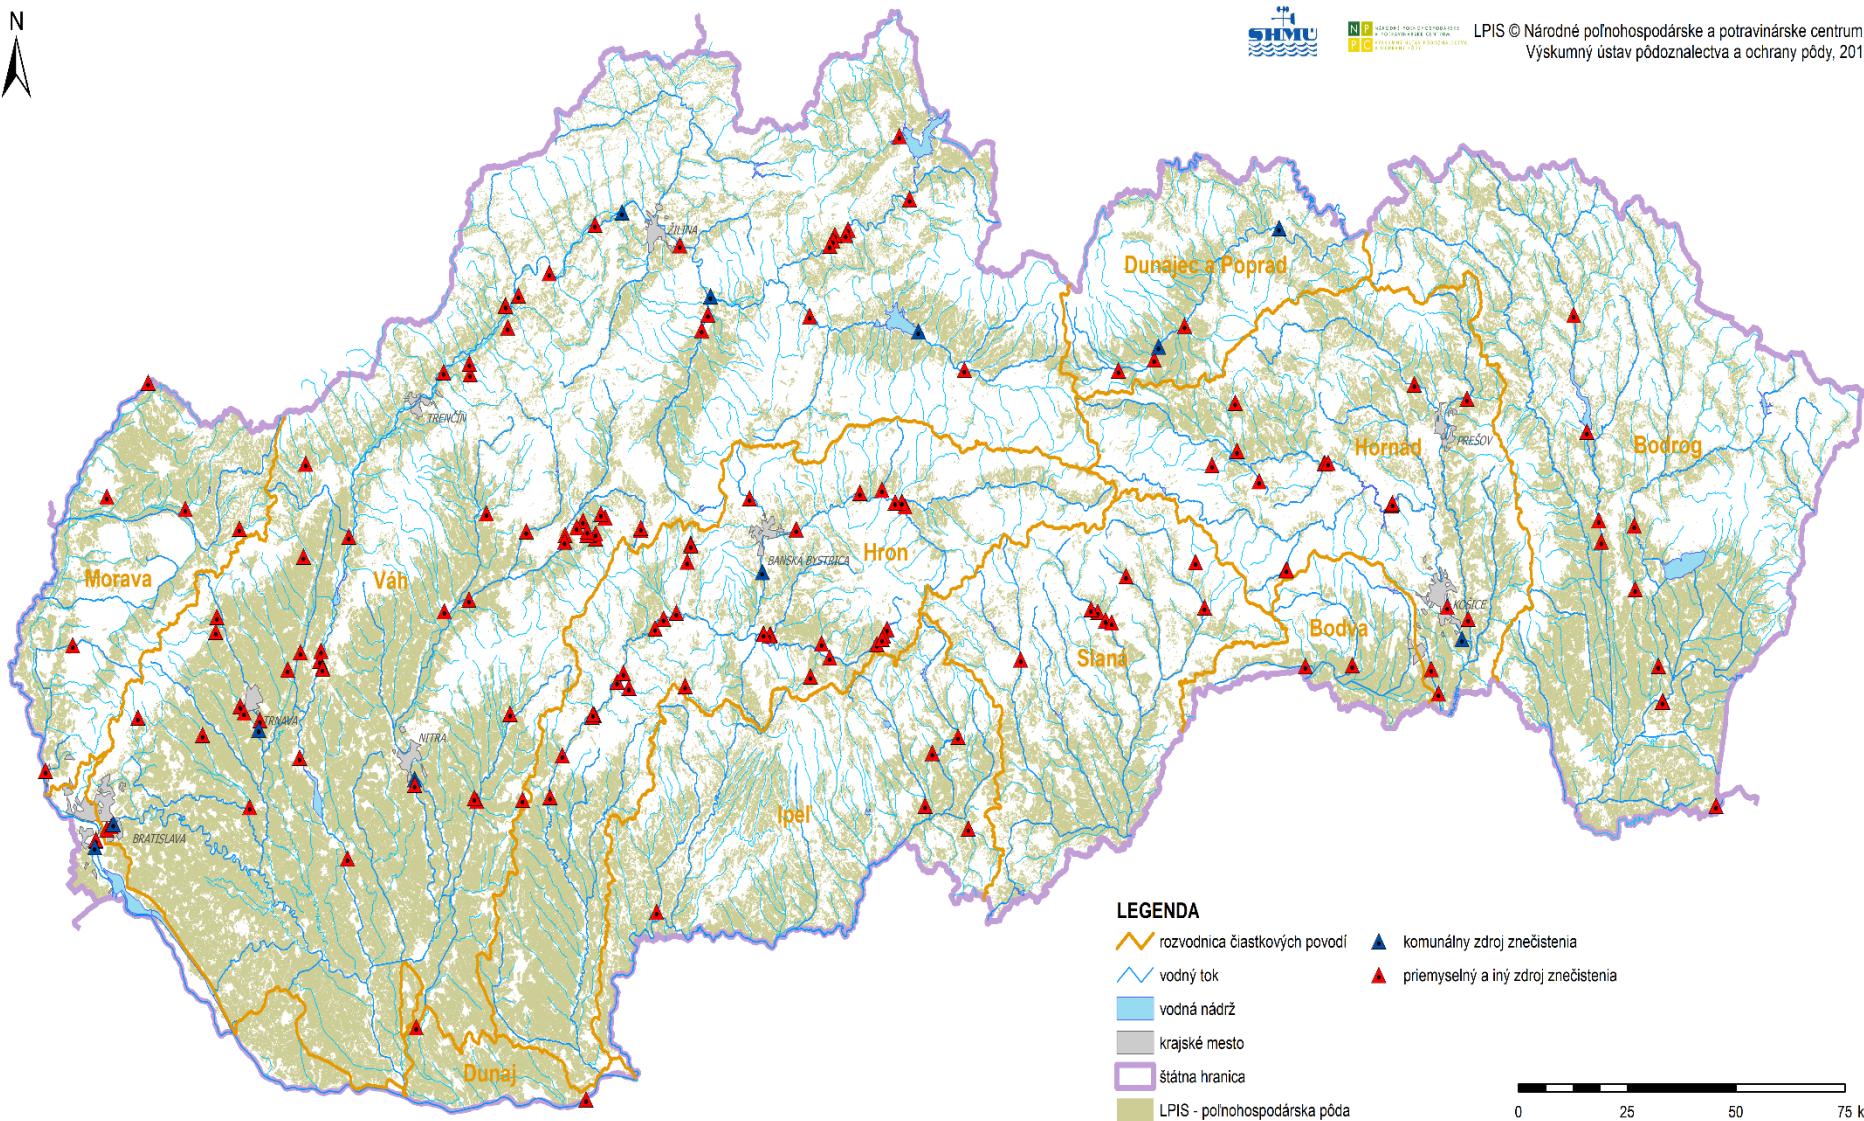 N
SHMÚ
NP
PC
LPIS © Národné poľnohospodárske a potravinárske centrum
Výskumný ústav pôdoznalectva a ochrany pôdy, 201
ŽILINA
Dunajec a Poprad
TRENČÍN
PREŠOV
Hornád
Bodrog
Hron
BANSKÁ BYSTRICA
Morava
Váh
KOŠICE
Bodva
Slaná
TRNAVA
NITRA
Ipeľ
BRATISLAVA
Dunaj
LEGENDA
rozvodnica čiastkových povodí
komunálny zdroj znečistenia
vodný tok
priemyselný a iný zdroj znečistenia
vodná nádrž
krajské mesto
štátna hranica
LPIS - poľnohospodárska pôda
0 25 50 75 k